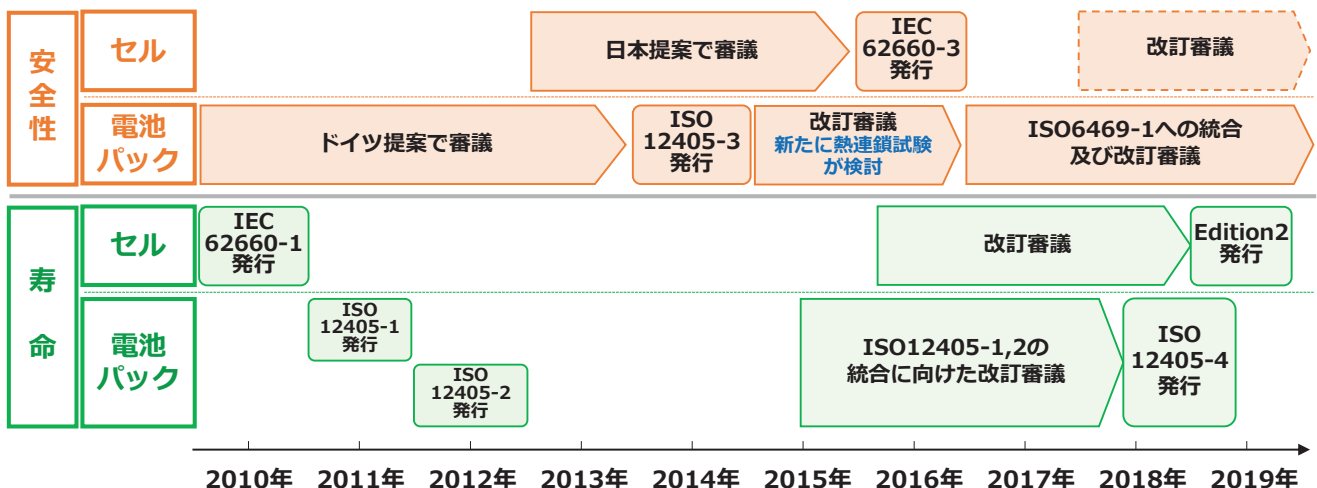 安全性
セル
日本提案で審議
IEC
62660-3
発行
改訂審議
電池
パック
ドイツ提案で審議
ISO
12405-3
発行
改訂審議
新たに熱連鎖試験
が検討
ISO6469-1への統合
及び改訂審議
寿命
セル
IEC
62660-1
発行
改訂審議
Edition2
発行
電池
パック
ISO
12405-1
発行
ISO
12405-2
発行
ISO12405-1,2の
統合に向けた改訂審議
ISO
12405-4
発行
2010年 2011年 2012年 2013年 2014年 2015年 2016年 2017年 2018年 2019年